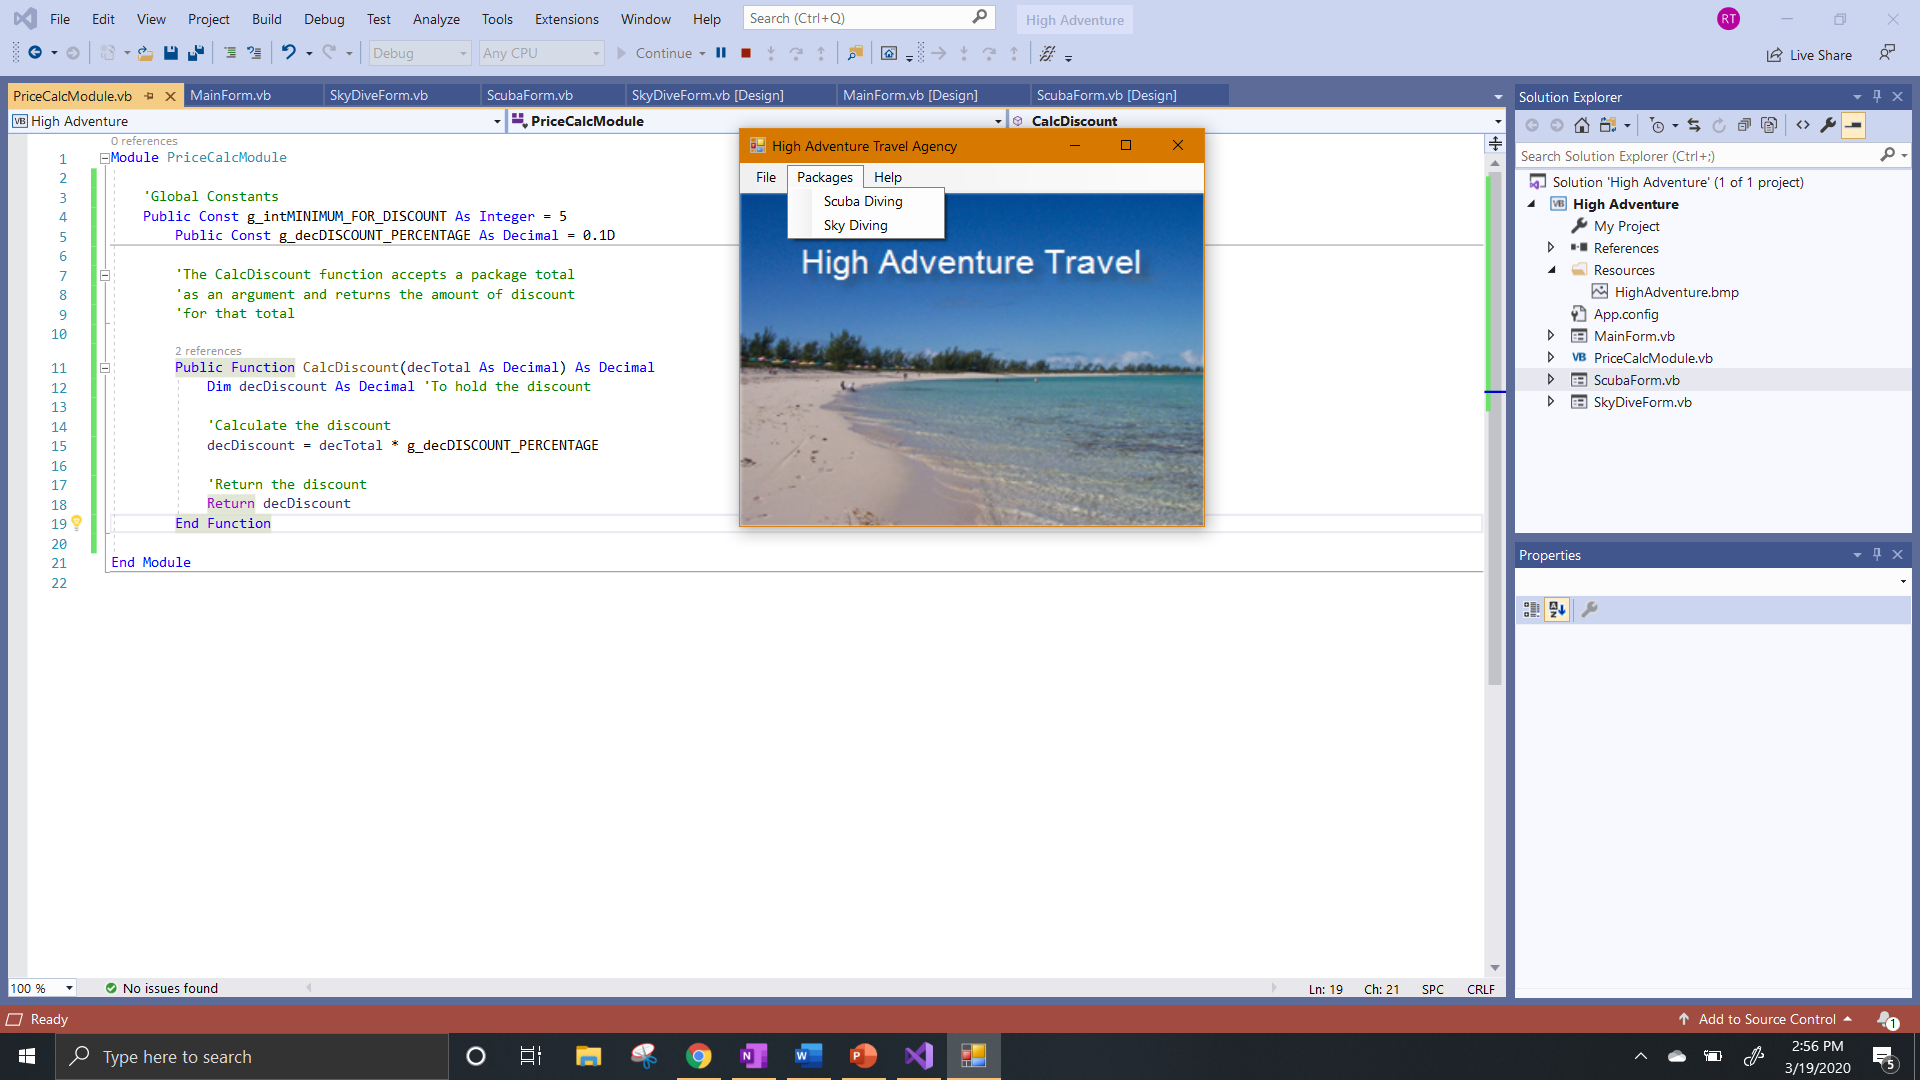 File Edit View Project Build Debug Test Analyze Tools Extensions Window Help Search (Ctrl+Q) High Adventure RT
Debug Any CPU Continue Live Share
PriceCalcModule.vb MainForm.vb SkyDiveForm.vb ScubaForm.vb SkyDiveForm.vb [Design] MainForm.vb [Design] ScubaForm.vb [Design]
VB High Adventure PriceCalcModule CalcDiscount
0 references
1 Module PriceCalcModule
2
3 'Global Constants
4 Public Const g_intMINIMUM_FOR_DISCOUNT As Integer = 5
5 Public Const g_decDISCOUNT_PERCENTAGE As Decimal = 0.1D
6
7 'The CalcDiscount function accepts a package total
8 'as an argument and returns the amount of discount
9 'for that total
10
2 references
11 Public Function CalcDiscount(decTotal As Decimal) As Decimal
12 Dim decDiscount As Decimal 'To hold the discount
13
14 'Calculate the discount
15 decDiscount = decTotal * g_decDISCOUNT_PERCENTAGE
16
17 'Return the discount
18 Return decDiscount
19 End Function
20
21 End Module
22
High Adventure Travel Agency
File Packages Help
Scuba Diving
Sky Diving
High Adventure Travel
Solution Explorer
Search Solution Explorer (Ctrl+;)
Solution 'High Adventure' (1 of 1 project)
VB High Adventure
My Project
References
Resources
HighAdventure.bmp
App.config
MainForm.vb
VB PriceCalcModule.vb
ScubaForm.vb
SkyDiveForm.vb
Properties
100 % No issues found Ln: 19 Ch: 21 SPC CRLF
Ready Add to Source Control 1
Type here to search
2:56 PM
3/19/2020
5